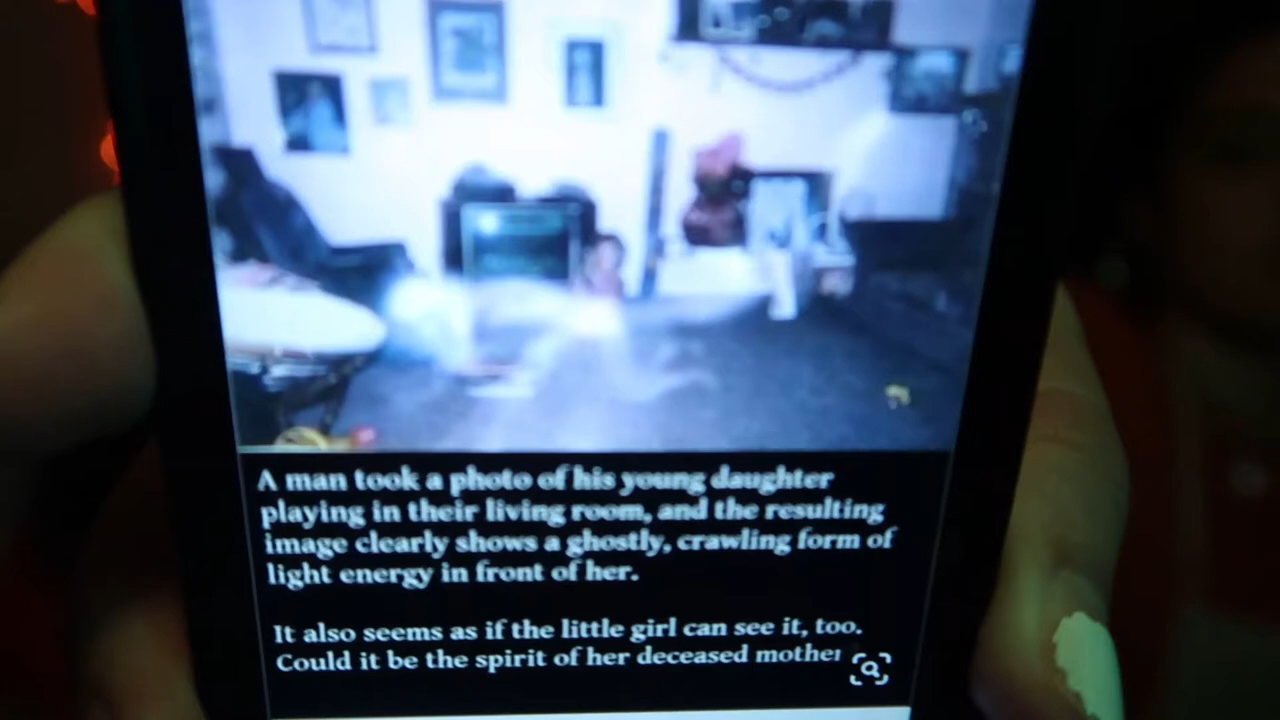 A man took a photo of his young daughter
playing in their living room, and the resulting
image clearly shows a ghostly, crawling form of
light energy in front of her.
It also seems as if the little girl can see it, too.
Could it be the spirit of her deceased mother